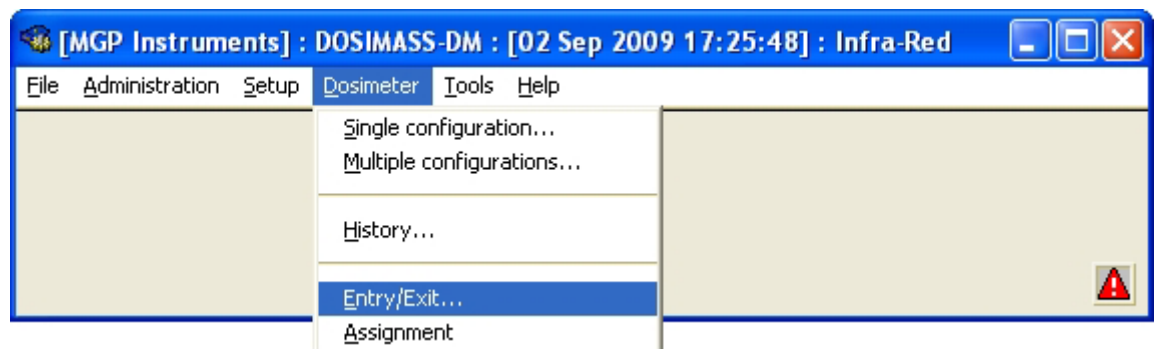 [MGP Instruments] : DOSIMASS-DM : [02 Sep 2009 17:25:48] : Infra-Red
File Administration Setup Dosimeter Tools Help
Single configuration...
Multiple configurations...
History...
Entry/Exit...
Assignment